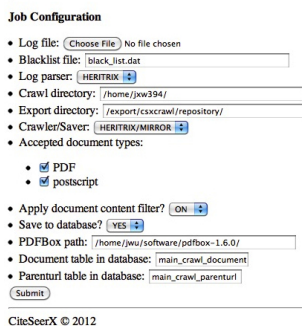 Job Configuration
Log file: Choose File No file chosen
Blacklist file: black_list.dat
Log parser: HERITRIX
Crawl directory: /home/jxw394/
Export directory: /export/csxcrawl/repository/
Crawler/Saver: HERITRIX/MIRROR
Accepted document types:
PDF
postscript
Apply document content filter? ON
Save to database? YES
PDFBox path: /home/jwu/software/pdfbox-1.6.0/
Document table in database: main_crawl_document
Parenturl table in database: main_crawl_parenturl
Submit
CiteSeerX © 2012